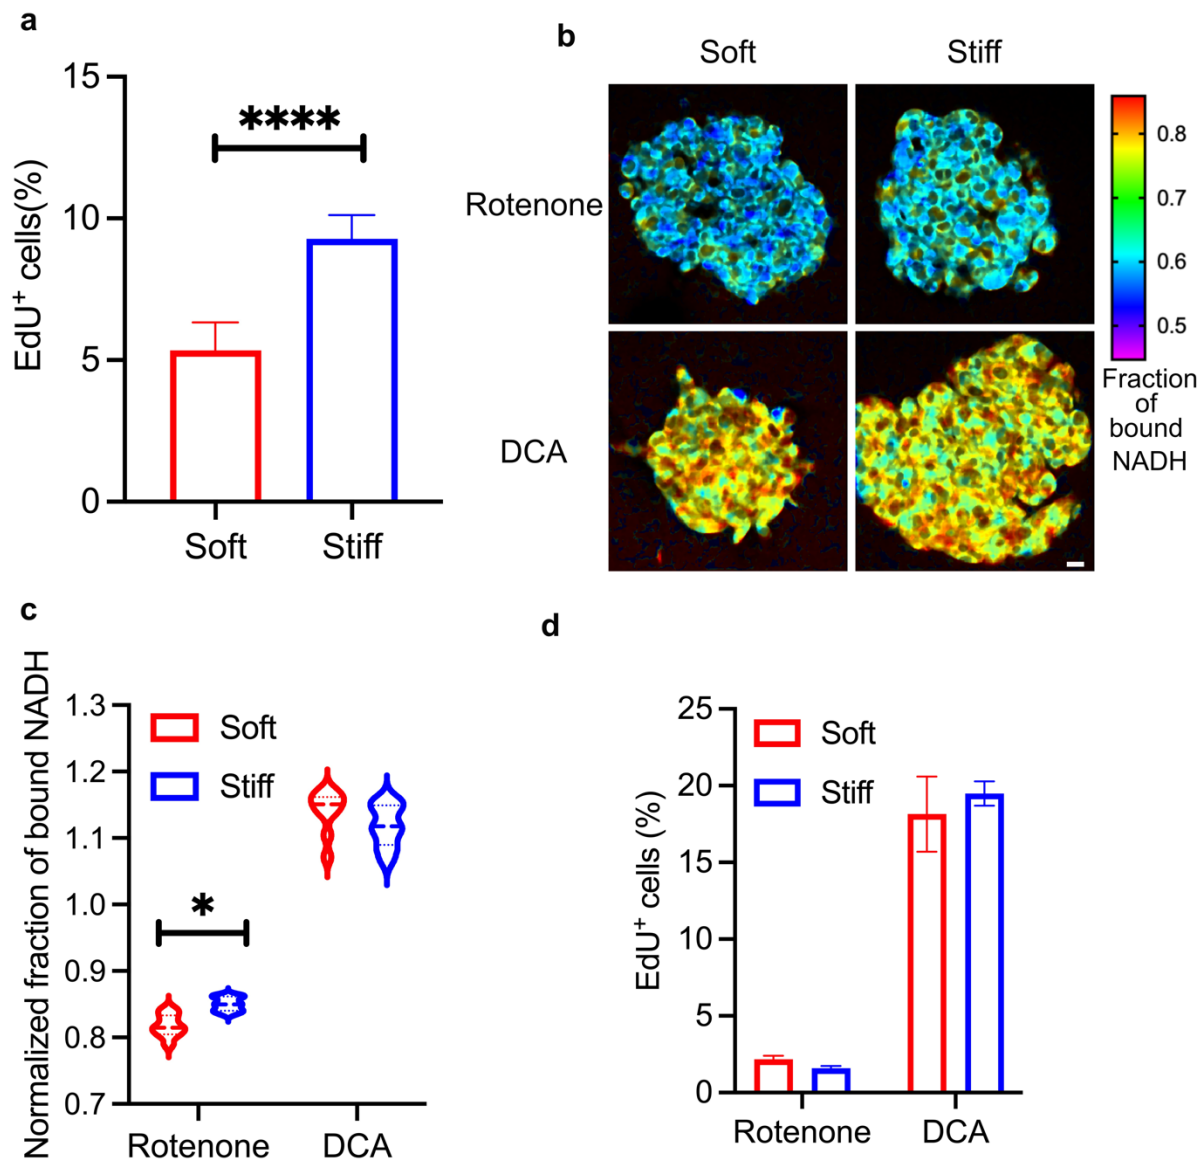 a
EdU+ cells(%)
15
10
5
0
****
Soft
Stiff
b
Soft
Stiff
Rotenone
DCA
0.8
0.7
0.6
0.5
Fraction
of
bound
NADH
c
Normalized fraction of bound NADH
1.3
1.2
1.1
1.0
0.9
0.8
0.7
Soft
Stiff
*
Rotenone
DCA
d
EdU+ cells (%)
25
20
15
10
5
0
Soft
Stiff
Rotenone
DCA